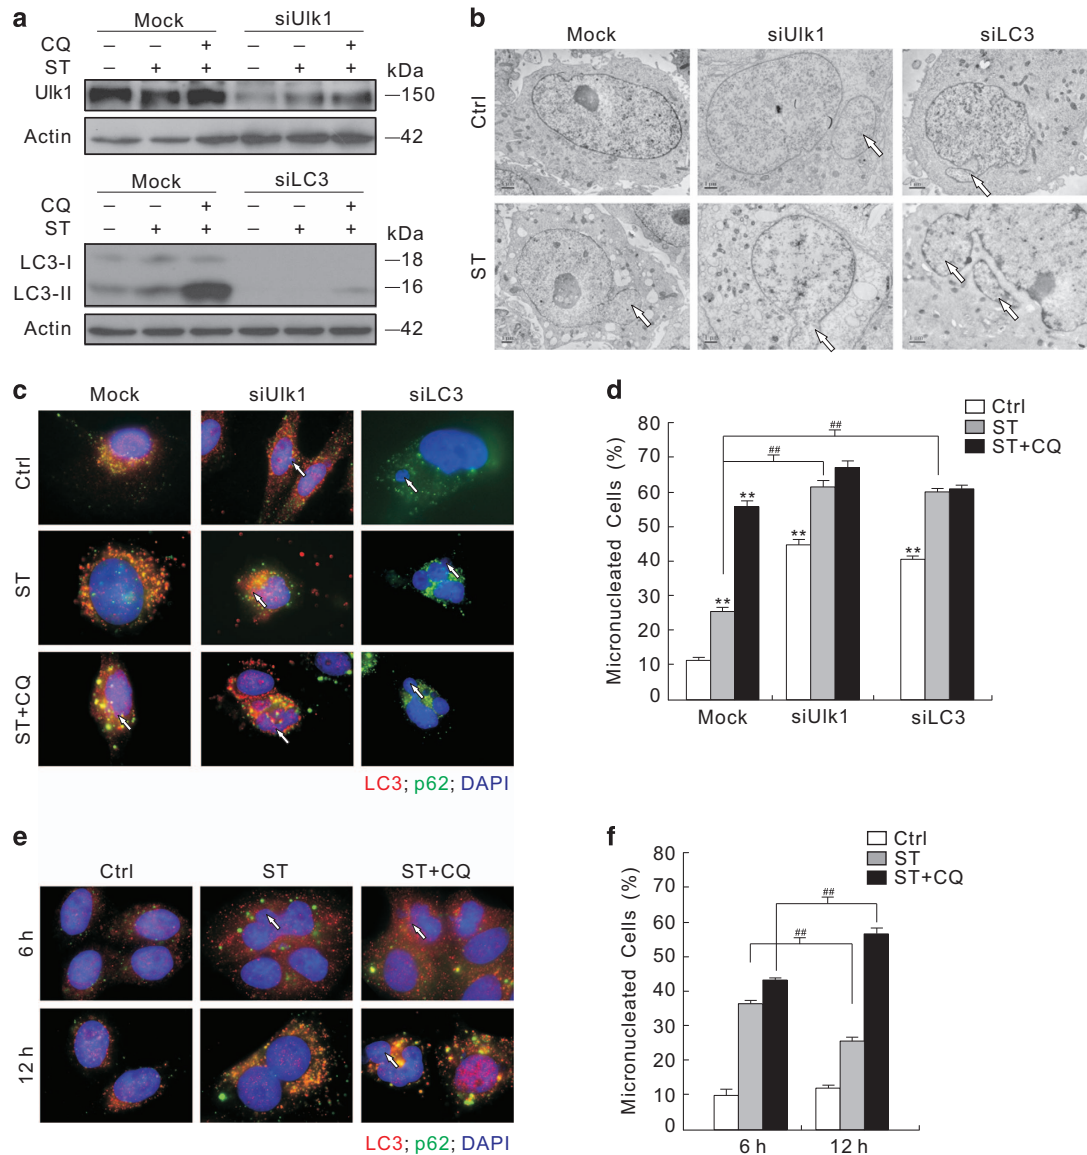 a
Mock siUlk1
CQ – – + – – +
ST – + + – + + kDa
Ulk1 –150
Actin –42
Mock siLC3
CQ – – + – – +
ST – + + – + + kDa
LC3-I –18
LC3-II –16
Actin –42
b
Mock siUlk1 siLC3
Ctrl
ST
c
Mock siUlk1 siLC3
Ctrl
ST
ST+CQ
LC3; p62; DAPI
d
Ctrl
ST
ST+CQ
Micronucleated Cells (%)
80
70
60
50
40
30
20
10
0
## ##
** ** ** **
Mock siUlk1 siLC3
e
Ctrl ST ST+CQ
6 h
12 h
LC3; p62; DAPI
f
Ctrl
ST
ST+CQ
Micronucleated Cells (%)
80
70
60
50
40
30
20
10
0
## ##
6 h 12 h